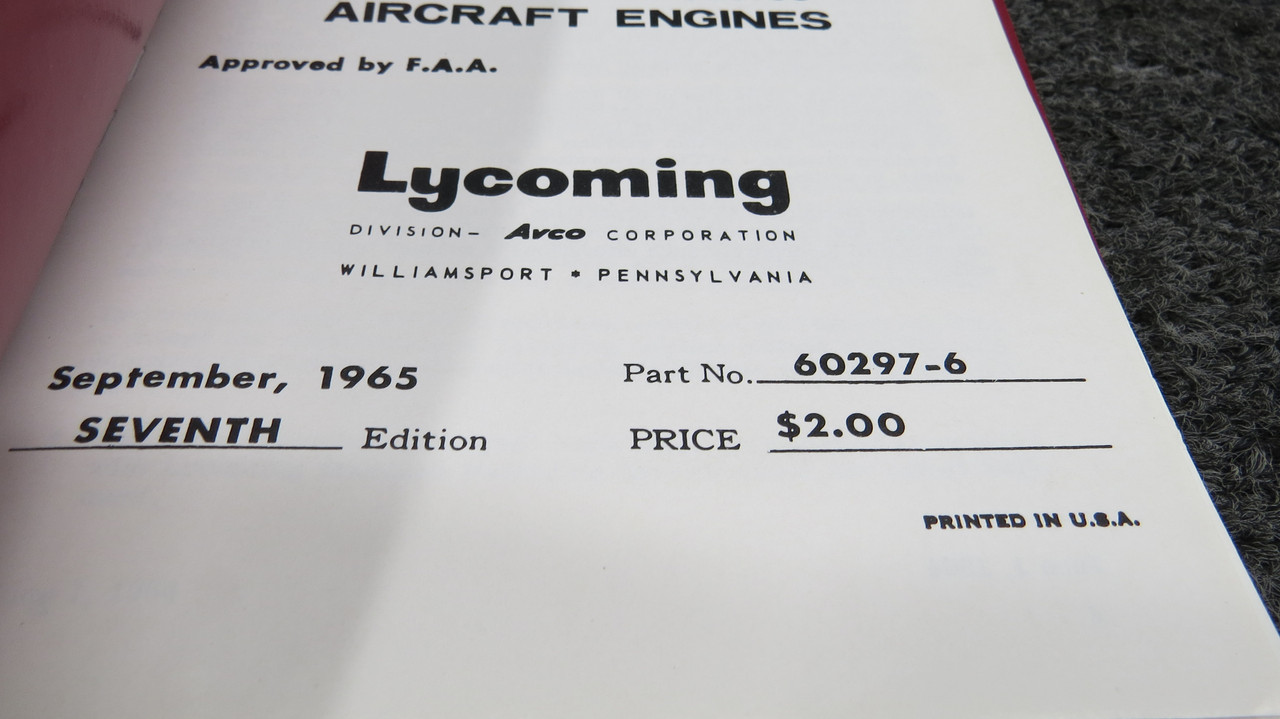 AIRCRAFT ENGINES
Approved by F.A.A.
Lycoming
DIVISION- Avco CORPORATION
WILLIAMSPORT * PENNSYLVANIA
September, 1965
Part No. 60297-6
SEVENTH Edition
PRICE $2.00
PRINTED IN U.S.A.